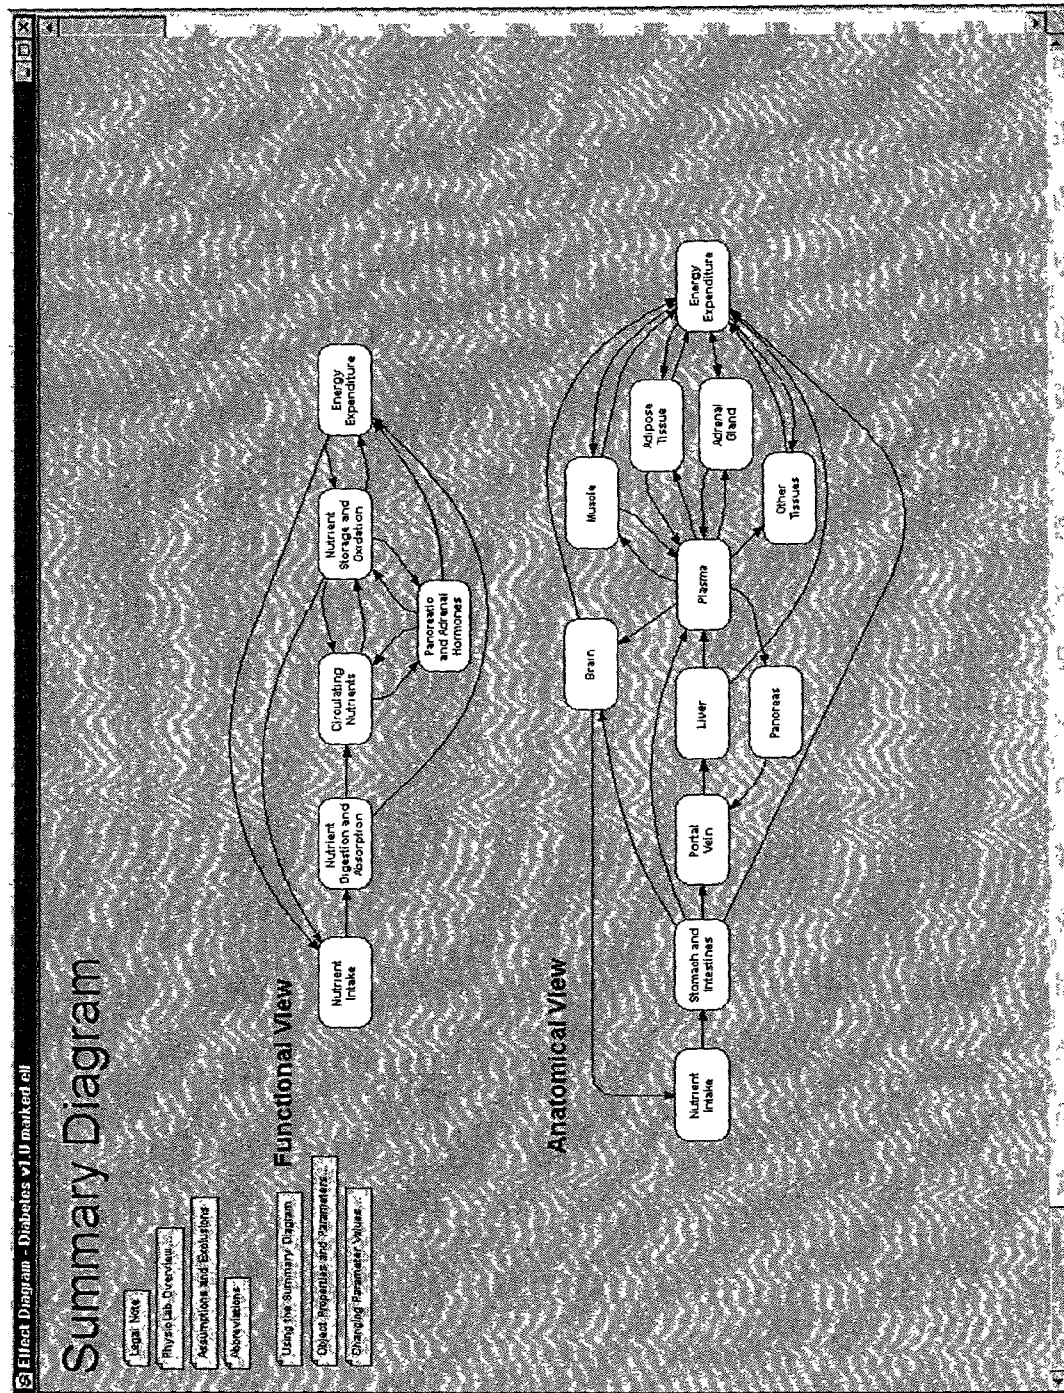 Effect Diagram - Diabetes v1.0 marked.elf
Summary Diagram
Legal Note
PhysioLab Overview
Assumptions and Exclusions
Abbreviations
Using the Summary Diagram
Object Properties and Parameters
Changing Parameter Values
Functional View
Nutrient
Intake
Nutrient
Digestion and
Absorption
Circulating
Nutrients
Nutrient
Storage and
Oxidation
Pancreatic
and Adrenal
Hormones
Energy
Expenditure
Anatomical View
Nutrient
Intake
Stomach and
Intestines
Portal
Vein
Liver
Pancreas
Brain
Plasma
Muscle
Adipose
Tissue
Adrenal
Gland
Other
Tissues
Energy
Expenditure